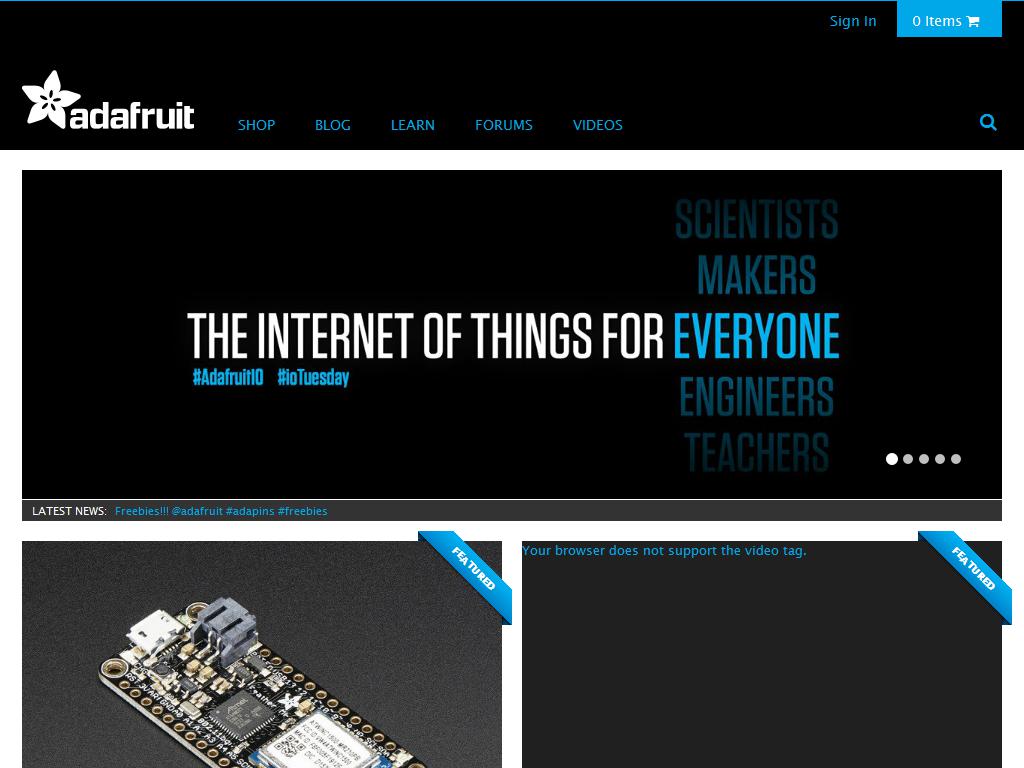 Sign In
0 Items
adafruit
SHOP BLOG LEARN FORUMS VIDEOS
SCIENTISTS
MAKERS
THE INTERNET OF THINGS FOR EVERYONE
#Adafruit10 #ioTuesday
ENGINEERS
TEACHERS
LATEST NEWS: Freebies!!! @adafruit #adapins #freebies
FEATURED
Your browser does not support the video tag.
FEATURED